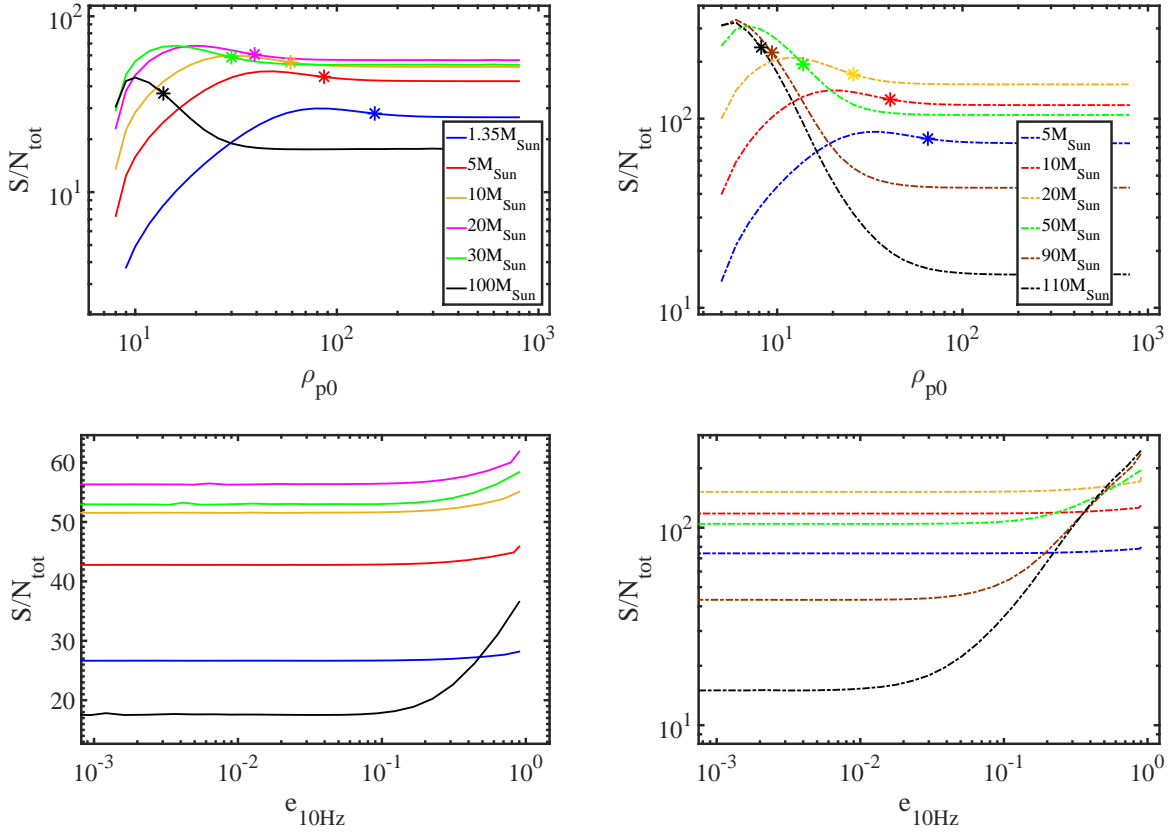 10^2
10^1
S/N_tot
10^1
10^2
10^3
ρ_p0
1.35M_Sun
5M_Sun
10M_Sun
20M_Sun
30M_Sun
100M_Sun
10^2
10^1
S/N_tot
10^1
10^2
10^3
ρ_p0
5M_Sun
10M_Sun
20M_Sun
50M_Sun
90M_Sun
110M_Sun
60
50
40
30
20
S/N_tot
10^-3
10^-2
10^-1
10^0
e_10Hz
10^2
10^1
S/N_tot
10^-3
10^-2
10^-1
10^0
e_10Hz